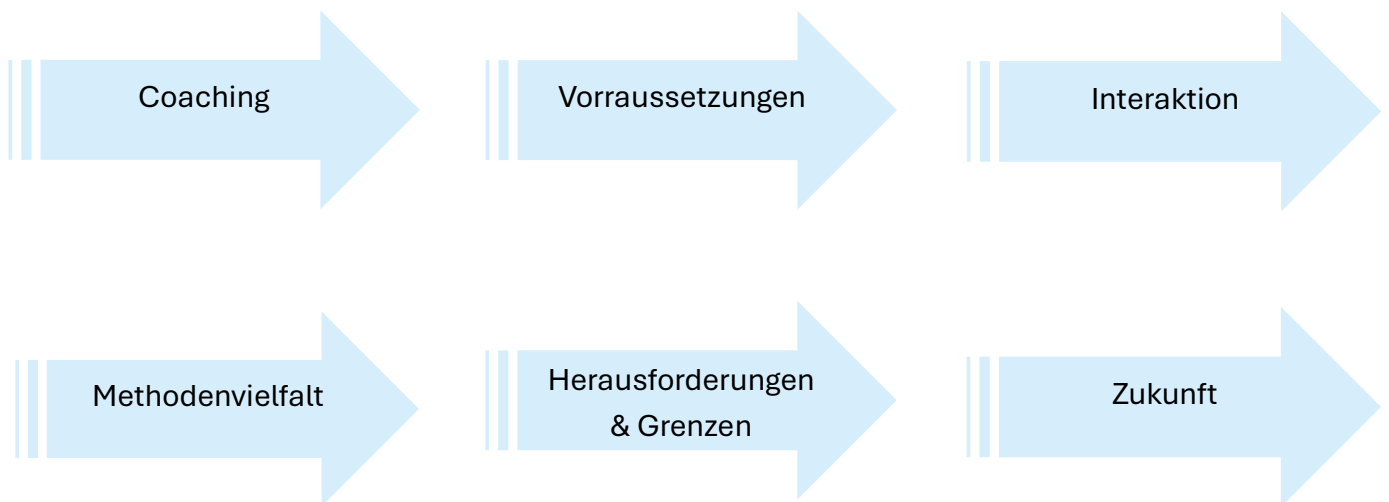 Coaching
Vorraussetzungen
Interaktion
Methodenvielfalt
Herausforderungen
& Grenzen
Zukunft